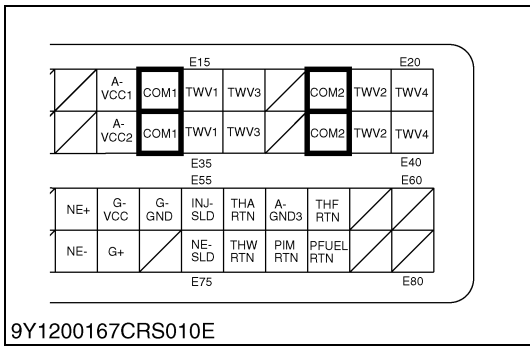 E15 E20
A-VCC1 COM1 TWV1 TWV3 COM2 TWV2 TWV4
A-VCC2 COM1 TWV1 TWV3 COM2 TWV2 TWV4
E35 E40
E55 E60
NE+ G-VCC G-GND INJ-SLD THA RTN A-GND3 THF RTN
NE- G+ NE-SLD THW RTN PIM RTN PFUEL RTN
E75 E80
9Y1200167CRS010E